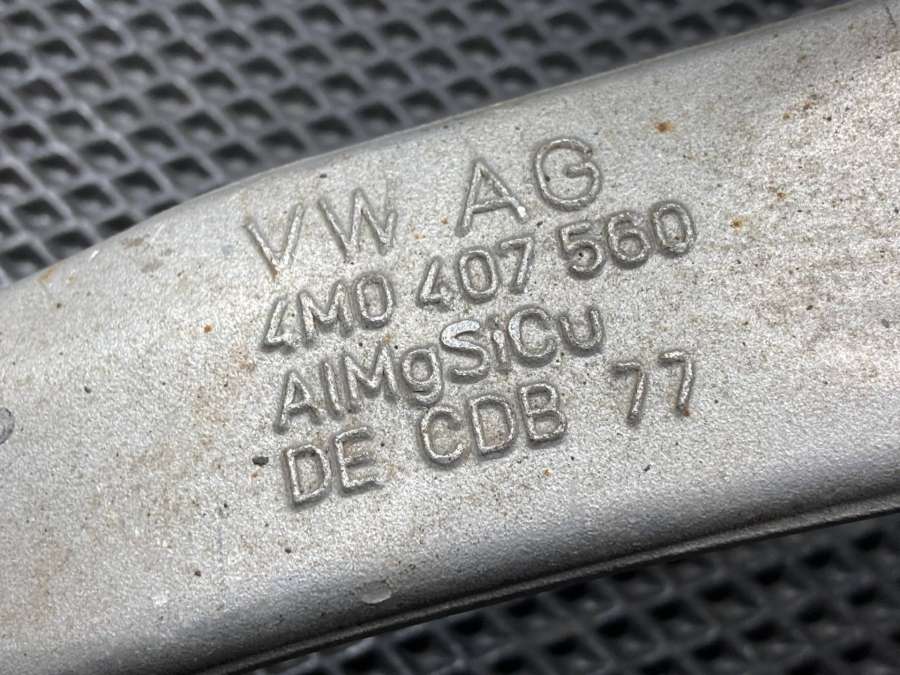 VW AG
4M0 407 560
AlMgSiCu
DE CDB 77